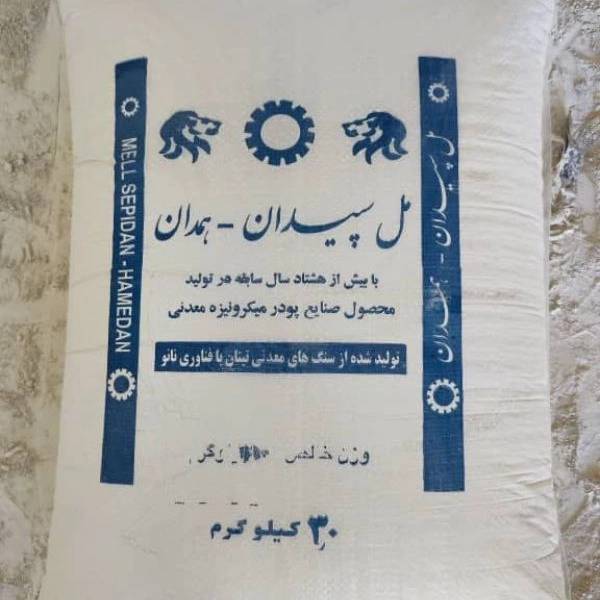 MELL SEPIDAN - HAMEDAN
مل سپیدان - همدان
مل سپیدان - همدان
با بیش از هشتاد سال سابقه در تولید
محصول صنایع پودر میکرونیزه معدنی
تولید شده از سنگ های معدنی تیتان با فناوری نانو
وزن خالص
۳۰ کیلو گرم